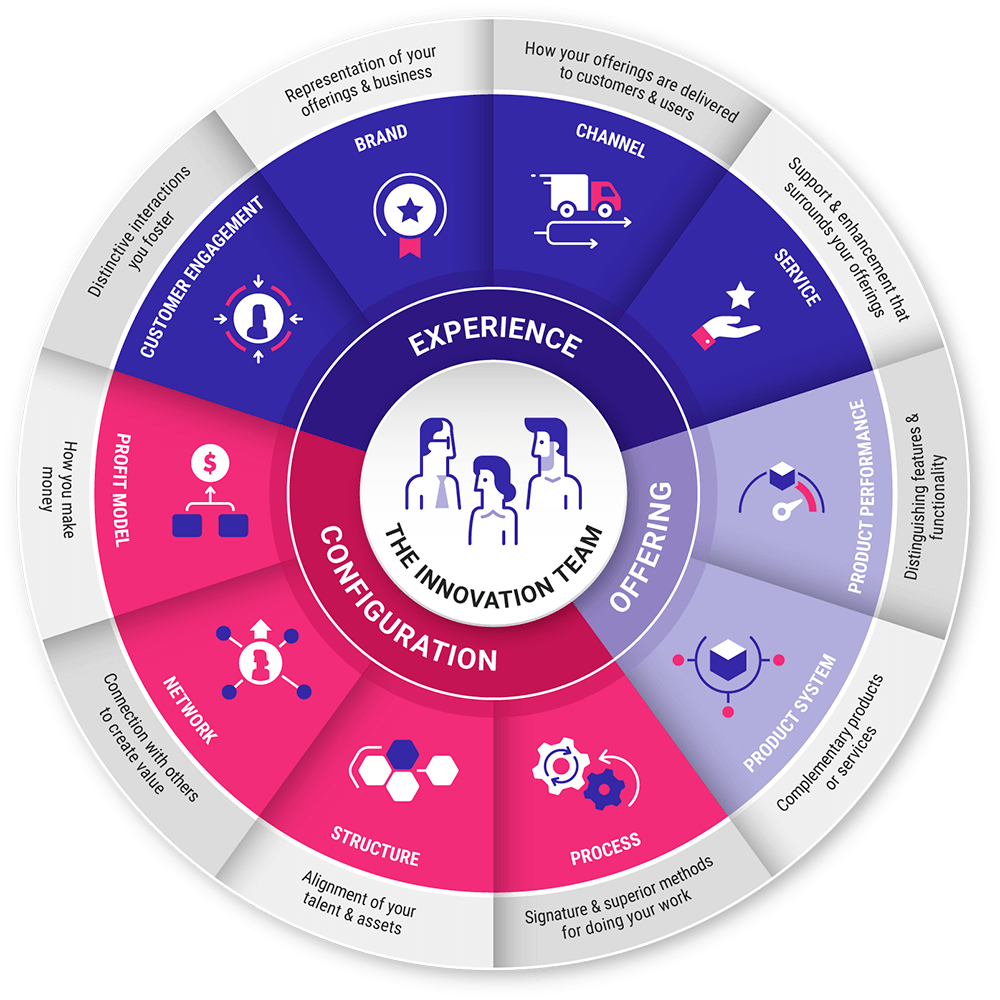 THE INNOVATION TEAM
EXPERIENCE
OFFERING
CONFIGURATION
BRAND
Representation of your
offerings & business
CHANNEL
How your offerings are delivered
to customers & users
SERVICE
Support & enhancement that
surrounds your offerings
PRODUCT PERFORMANCE
Distinguishing features &
functionality
PRODUCT SYSTEM
Complementary products
or services
PROCESS
Signature & superior methods
for doing your work
STRUCTURE
Alignment of your
talent & assets
NETWORK
Connection with others
to create value
PROFIT MODEL
$
How you make
money
CUSTOMER ENGAGEMENT
Distinctive interactions
you foster